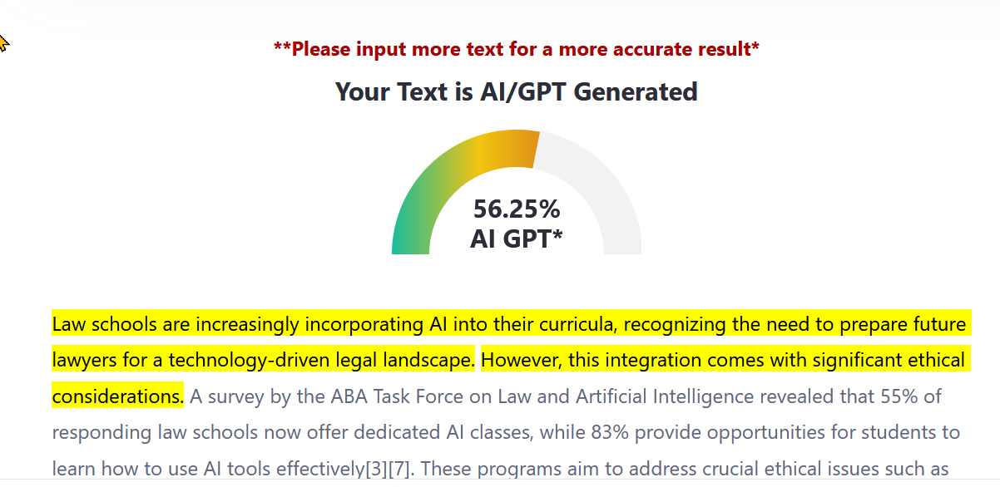 **Please input more text for a more accurate result*
Your Text is AI/GPT Generated
56.25%
AI GPT*
Law schools are increasingly incorporating AI into their curricula, recognizing the need to prepare future
lawyers for a technology-driven legal landscape. However, this integration comes with significant ethical
considerations. A survey by the ABA Task Force on Law and Artificial Intelligence revealed that 55% of
responding law schools now offer dedicated AI classes, while 83% provide opportunities for students to
learn how to use AI tools effectively[3][7]. These programs aim to address crucial ethical issues such as